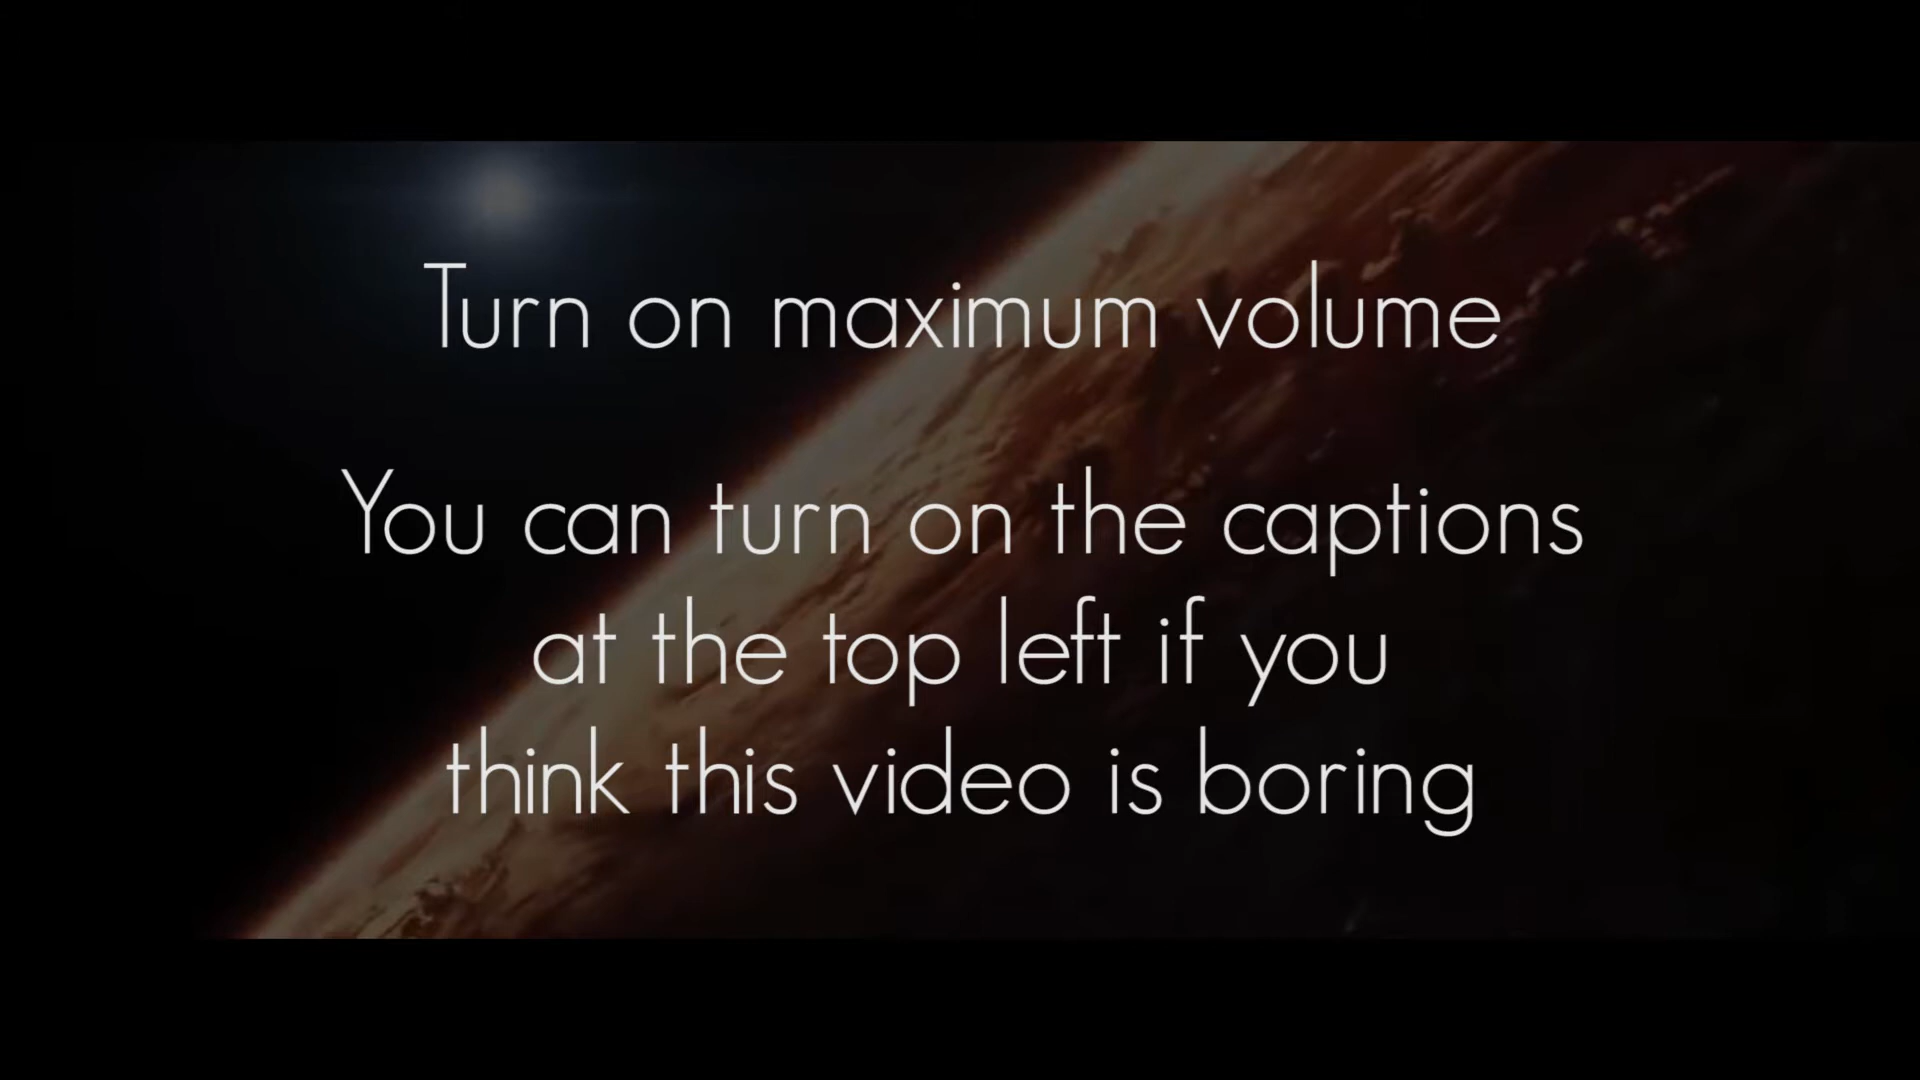 Turn on maximum volume
You can turn on the captions
at the top left if you
think this video is boring